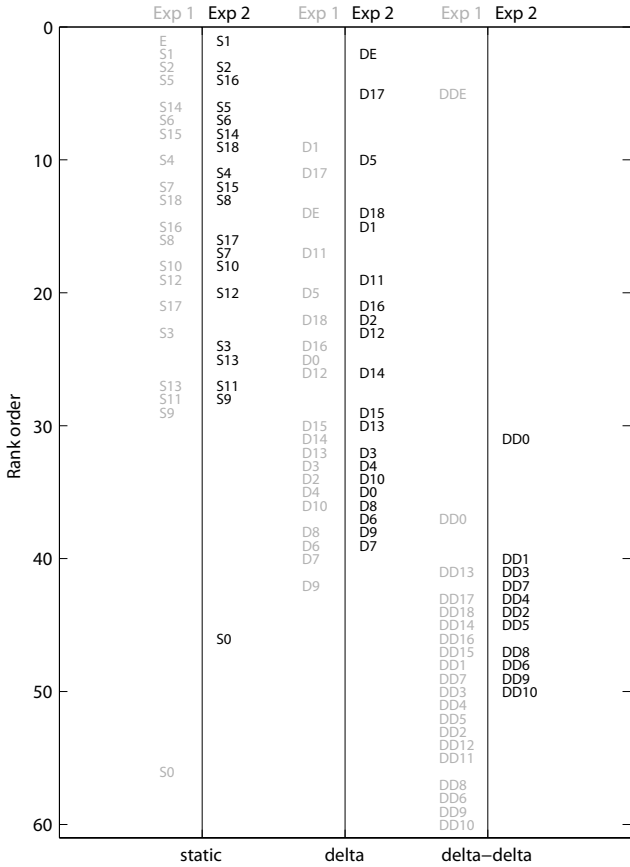 Exp 1 Exp 2 Exp 1 Exp 2 Exp 1 Exp 2
0
E S1
S1 DE
S2 S2
S5 S16
D17 DDE
S14 S5
S6 S6
S15 S14
S18 D1
10 S4 D5
S4 D17
S7 S15
S18 S8
DE D18
S16 D1
S8 S17
S7 D11
S10 S10
S12 D11
20 S12 D5
S17 D16
D18 D2
S3 D12
S3 D16
S13 D0
D12 D14
S13 S11
S11 S9
S9 D15
30 D15 D13
D14 DD0
D13 D3
D3 D4
D2 D10
D4 D0
D10 D8
D6 DD0
D8 D9
D6 D7
40 D7 DD1
DD13 DD3
D9 DD7
DD17 DD4
DD18 DD2
DD14 DD5
S0 DD16
DD15 DD8
DD1 DD6
DD7 DD9
50 DD3 DD10
DD4
DD5
DD2
DD12
DD11
S0
DD8
DD6
DD9
60 DD10
Rank order
static delta delta−delta